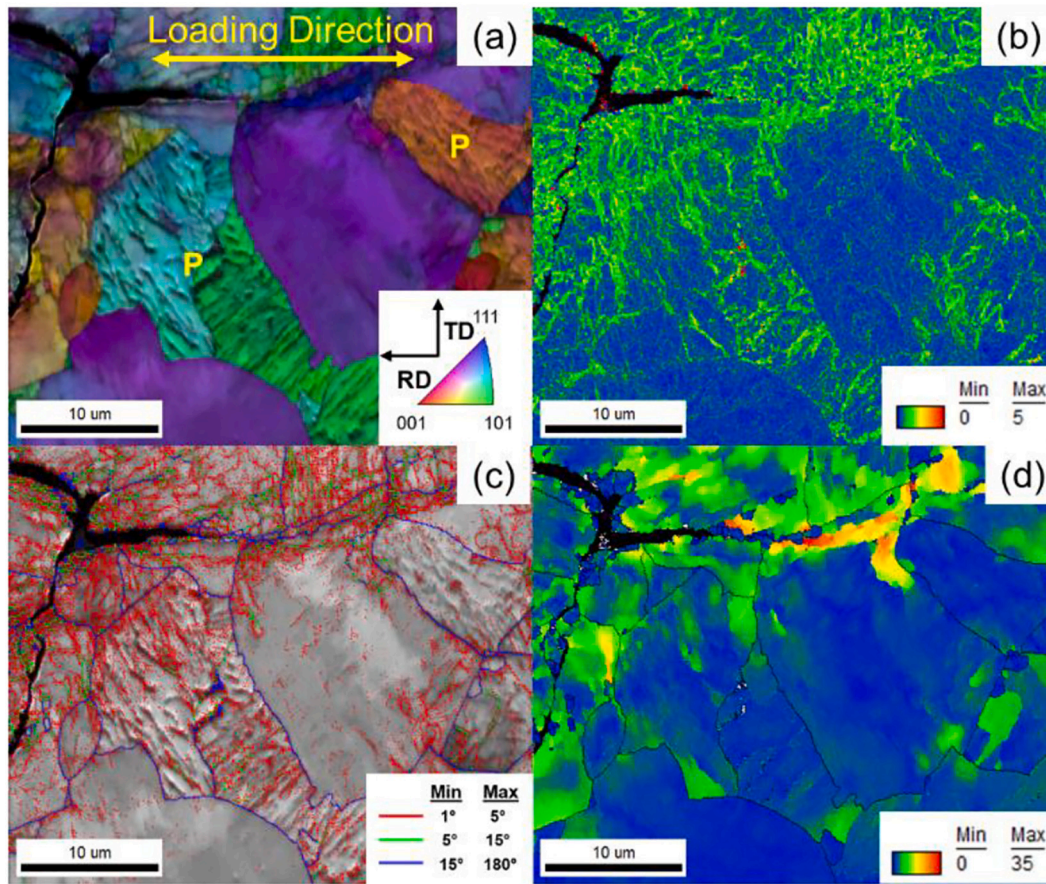 Loading Direction
(a)
P
P
TD
111
RD
001
101
10 um
(b)
Min Max
0 5
10 um
(c)
Min Max
1° 5°
5° 15°
15° 180°
10 um
(d)
Min Max
0 35
10 um